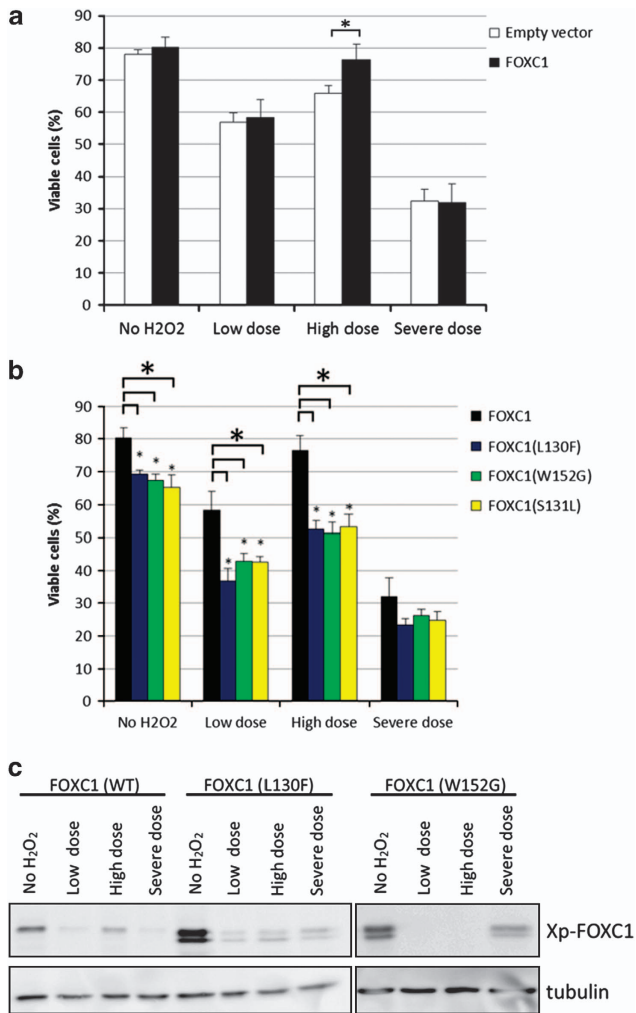 a
90
80
70
60
50
40
30
20
10
0
Viable cells (%)
*
Empty vector
FOXC1
No H2O2 Low dose High dose Severe dose
b
90
80
70
60
50
40
30
20
10
0
Viable cells (%)
* * *
* * * * * * * * *
FOXC1
FOXC1(L130F)
FOXC1(W152G)
FOXC1(S131L)
No H2O2 Low dose High dose Severe dose
c
FOXC1 (WT) FOXC1 (L130F) FOXC1 (W152G)
No H₂O₂ Low dose High dose Severe dose No H₂O₂ Low dose High dose Severe dose No H₂O₂ Low dose High dose Severe dose
Xp-FOXC1
tubulin